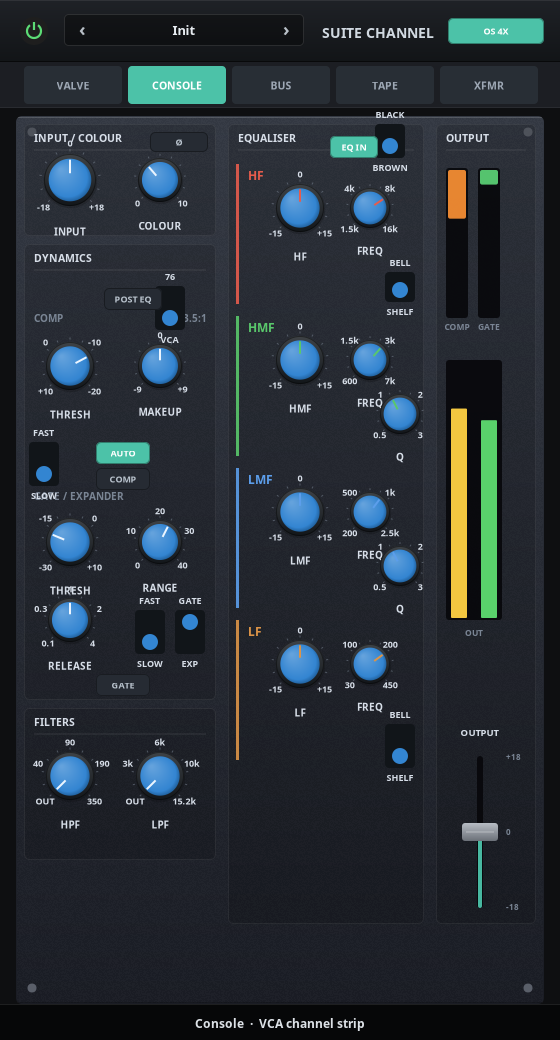 ‹ Init ›
SUITE CHANNEL
OS 4X
VALVE
CONSOLE
BUS
TAPE
XFMR
INPUT / COLOUR
Ø
0
-18
+18
INPUT
0
10
COLOUR
DYNAMICS
76
POST EQ
COMP
3.5:1
VCA
0
-10
+10
-20
THRESH
0
-9
+9
MAKEUP
FAST
SLOW
AUTO
COMP
GATE / EXPANDER
-15
0
-30
+10
THRESH
20
10
30
0
40
RANGE
0.3
2
0.1
4
RELEASE
FAST
SLOW
GATE
EXP
GATE
FILTERS
90
40
190
OUT
350
HPF
6k
3k
10k
OUT
15.2k
LPF
EQUALISER
BLACK
EQ IN
BROWN
HF
0
-15
+15
HF
4k
8k
1.5k
16k
FREQ
BELL
SHELF
HMF
0
-15
+15
HMF
1.5k
3k
600
7k
FREQ
1
2
0.5
3
Q
LMF
0
-15
+15
LMF
500
1k
200
2.5k
FREQ
1
2
0.5
3
Q
LF
0
-15
+15
LF
100
200
30
450
FREQ
BELL
SHELF
OUTPUT
COMP
GATE
OUT
OUTPUT
+18
0
-18
Console · VCA channel strip